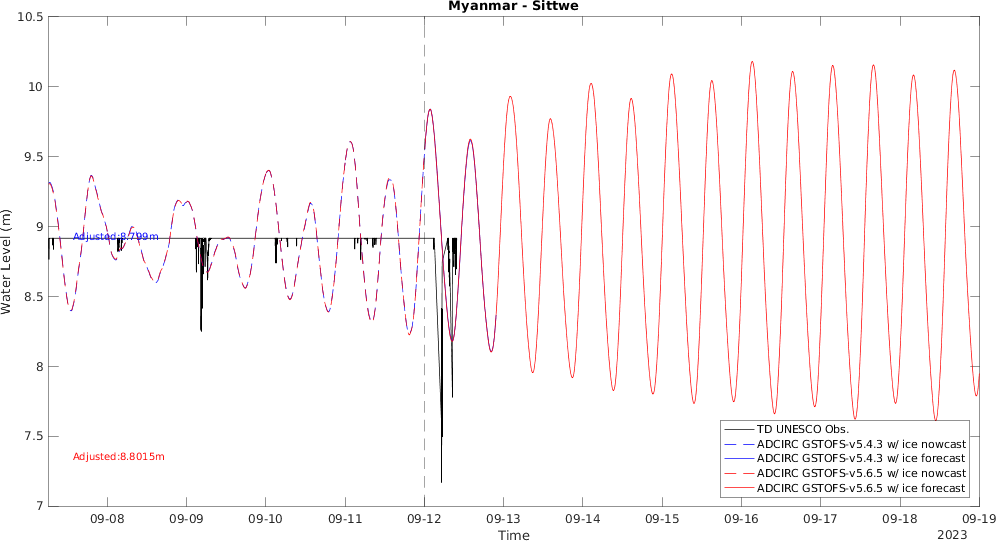 Myanmar - Sittwe
10.5
10
9.5
9
8.5
8
7.5
7
Water Level (m)
Adjusted:8.799m
Adjusted:8.8015m
TD UNESCO Obs.
ADCIRC GSTOFS-v5.4.3 w/ ice nowcast
ADCIRC GSTOFS-v5.4.3 w/ ice forecast
ADCIRC GSTOFS-v5.6.5 w/ ice nowcast
ADCIRC GSTOFS-v5.6.5 w/ ice forecast
09-08 09-09 09-10 09-11 09-12 09-13 09-14 09-15 09-16 09-17 09-18 09-19
Time
2023